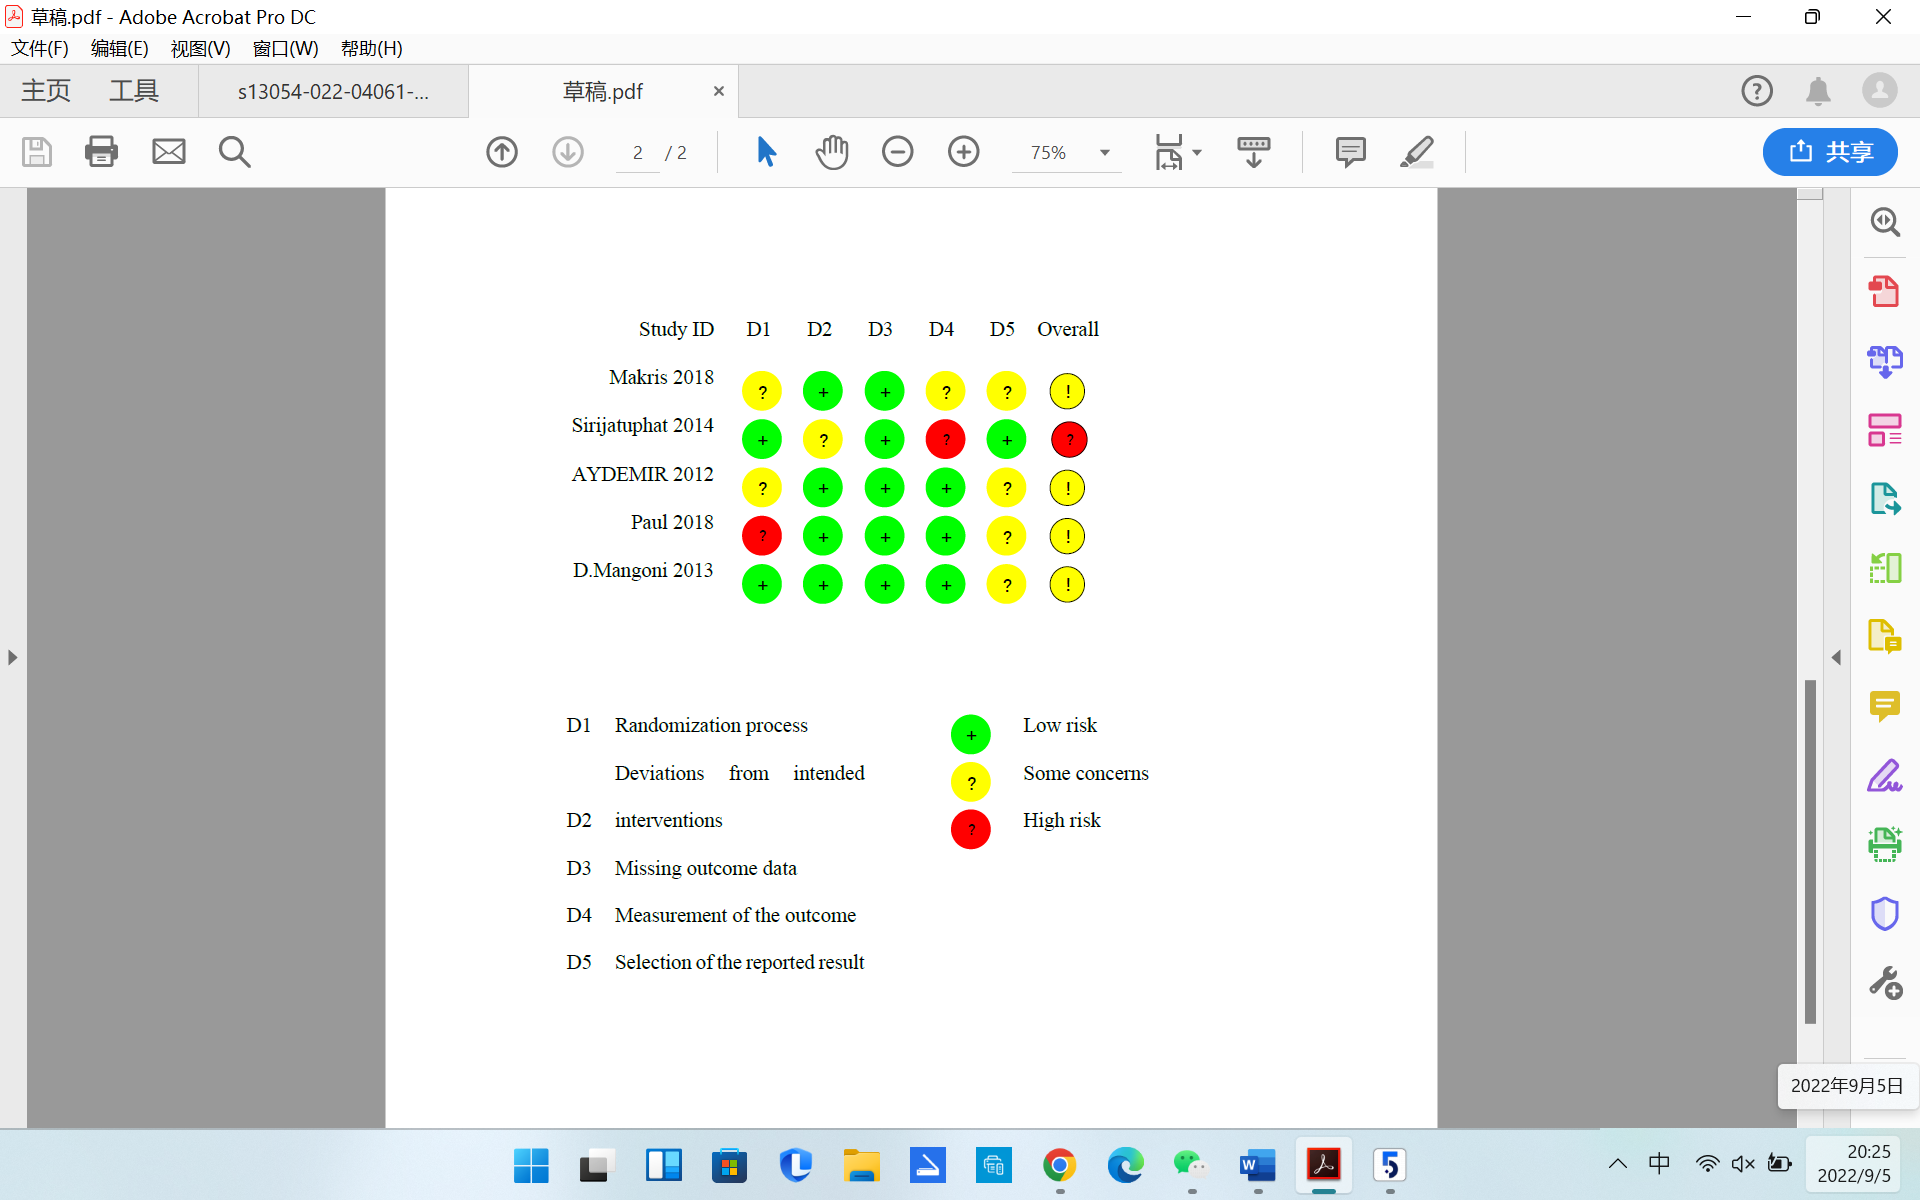 草稿.pdf - Adobe Acrobat Pro DC
文件(F) 编辑(E) 视图(V) 窗口(W) 帮助(H)
主页 工具 s13054-022-04061-... 草稿.pdf ×
2 / 2 75% 共享
Study ID D1 D2 D3 D4 D5 Overall
Makris 2018 ? + + ? ? !
Sirijatuphat 2014 + ? + ? + ?
AYDEMIR 2012 ? + + + ? !
Paul 2018 ? + + + ? !
D.Mangoni 2013 + + + + ? !
D1 Randomization process + Low risk
Deviations from intended ? Some concerns
D2 interventions ? High risk
D3 Missing outcome data
D4 Measurement of the outcome
D5 Selection of the reported result
2022年9月5日
中 20:25
2022/9/5